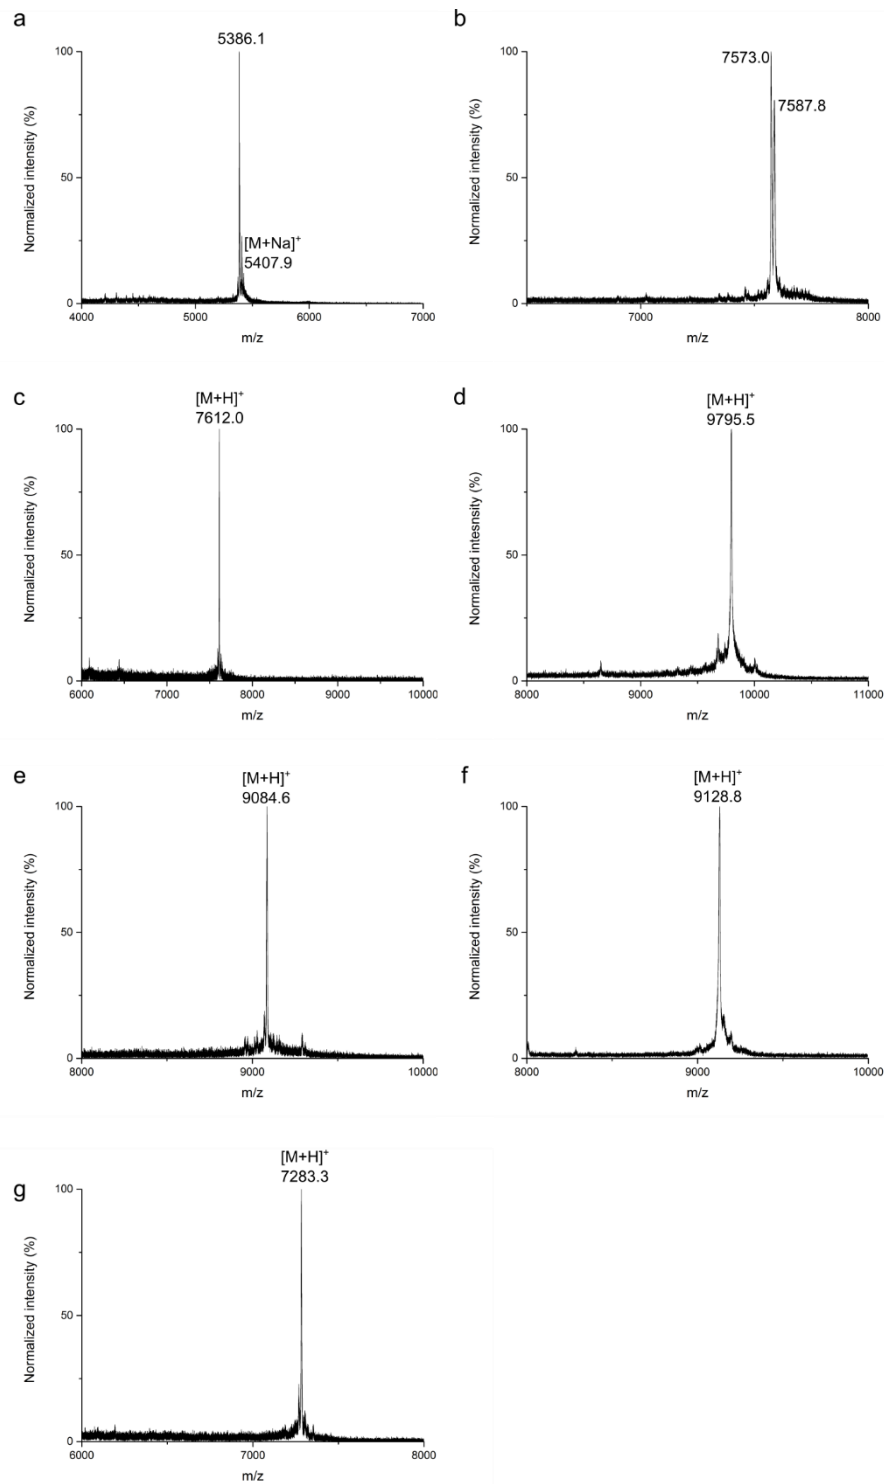 a
5386.1
[M+Na]⁺
5407.9
Normalized intensity (%)
100
50
0
4000 5000 6000 7000
m/z
b
7573.0
7587.8
Normalized intensity (%)
100
50
0
7000 8000
m/z
c
[M+H]⁺
7612.0
Normalized intensity (%)
100
50
0
6000 7000 8000 9000 10000
m/z
d
[M+H]⁺
9795.5
Normalized intesnsity (%)
100
50
0
8000 9000 10000 11000
m/z
e
[M+H]⁺
9084.6
Normalized intensity (%)
100
50
0
8000 9000 10000
m/z
f
[M+H]⁺
9128.8
Normalized intensity (%)
100
50
0
8000 9000 10000
m/z
g
[M+H]⁺
7283.3
Normalized intensity (%)
100
50
0
6000 7000 8000
m/z